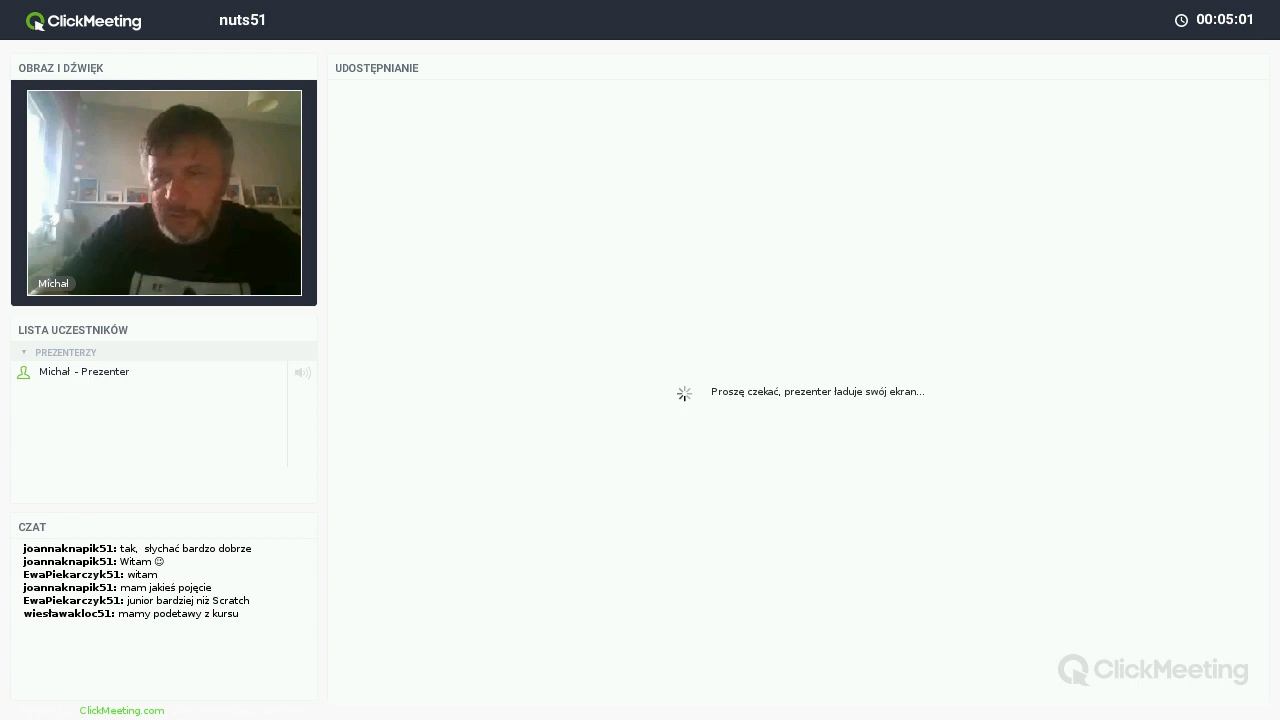 ClickMeeting
nuts51
00:05:01
OBRAZ I DŹWIĘK
Michał
LISTA UCZESTNIKÓW
PREZENTERZY
Michał - Prezenter
CZAT
joannaknapik51: tak, słychać bardzo dobrze
joannaknapik51: Witam ☺
EwaPiekarczyk51: witam
joannaknapik51: mam jakieś pojęcie
EwaPiekarczyk51: junior bardziej niż Scratch
wiesławakloc51: mamy podetawy z kursu
ClickMeeting.com
UDOSTĘPNIANIE
Proszę czekać, prezenter ładuje swój ekran...
ClickMeeting